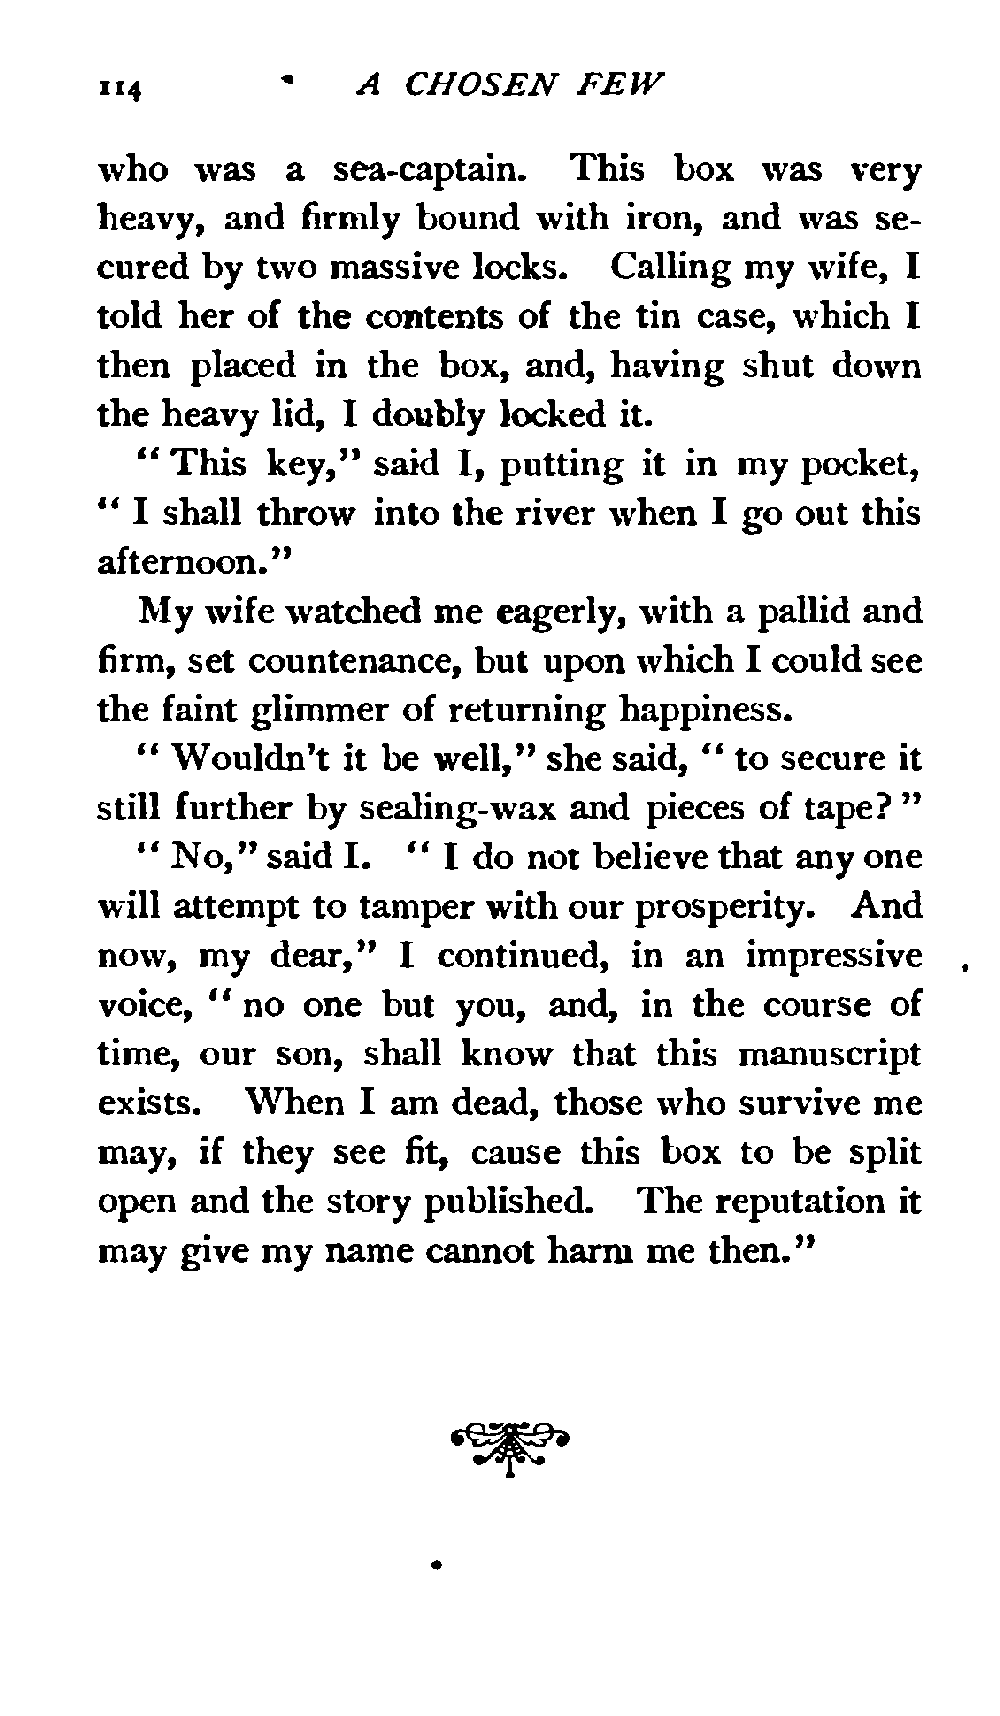 114 A CHOSEN FEW
who was a sea-captain. This box was very
heavy, and firmly bound with iron, and was se-
cured by two massive locks. Calling my wife, I
told her of the contents of the tin case, which I
then placed in the box, and, having shut down
the heavy lid, I doubly locked it.
“This key,” said I, putting it in my pocket,
“I shall throw into the river when I go out this
afternoon.”
My wife watched me eagerly, with a pallid and
firm, set countenance, but upon which I could see
the faint glimmer of returning happiness.
“Wouldn't it be well,” she said, “to secure it
still further by sealing-wax and pieces of tape?”
“No,” said I. “I do not believe that any one
will attempt to tamper with our prosperity. And
now, my dear,” I continued, in an impressive
voice, “no one but you, and, in the course of
time, our son, shall know that this manuscript
exists. When I am dead, those who survive me
may, if they see fit, cause this box to be split
open and the story published. The reputation it
may give my name cannot harm me then.”